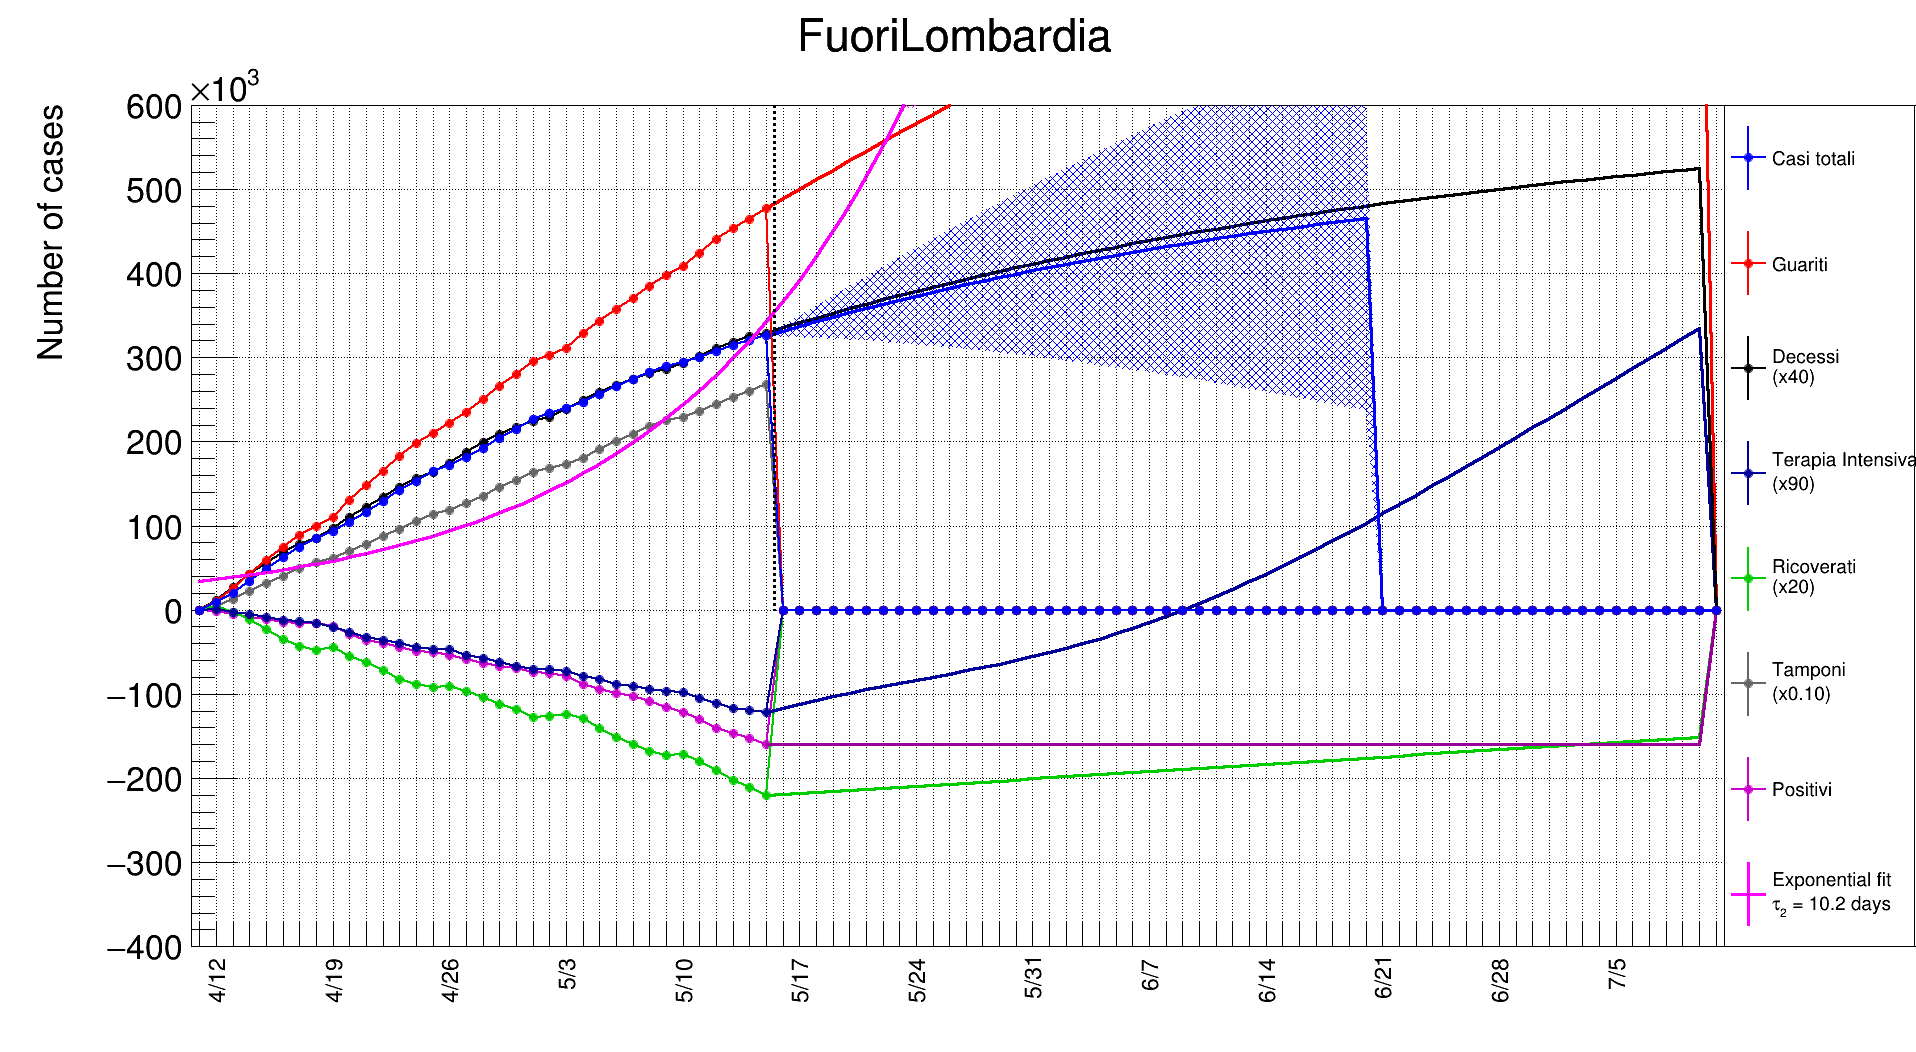 FuoriLombardia
×10³
Number of cases
600
500
400
300
200
100
0
−100
−200
−300
−400
4/12
4/19
4/26
5/3
5/10
5/17
5/24
5/31
6/7
6/14
6/21
6/28
7/5
Casi totali
Guariti
Decessi
(x40)
Terapia Intensiva
(x90)
Ricoverati
(x20)
Tamponi
(x0.10)
Positivi
Exponential fit
τ₂ = 10.2 days